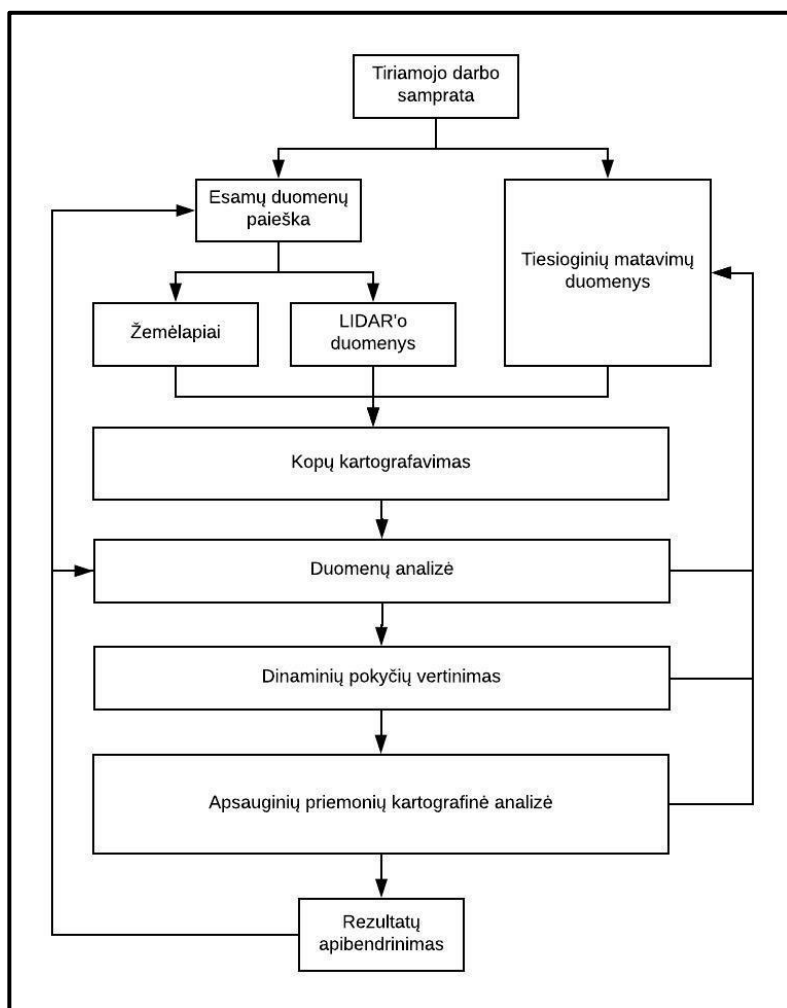 Tiriamojo darbo
samprata
Esamų duomenų
paieška
Tiesioginių matavimų
duomenys
Žemėlapiai
LIDAR'o
duomenys
Kopų kartografavimas
Duomenų analizė
Dinaminių pokyčių vertinimas
Apsauginių priemonių kartografinė analizė
Rezultatų
apibendrinimas